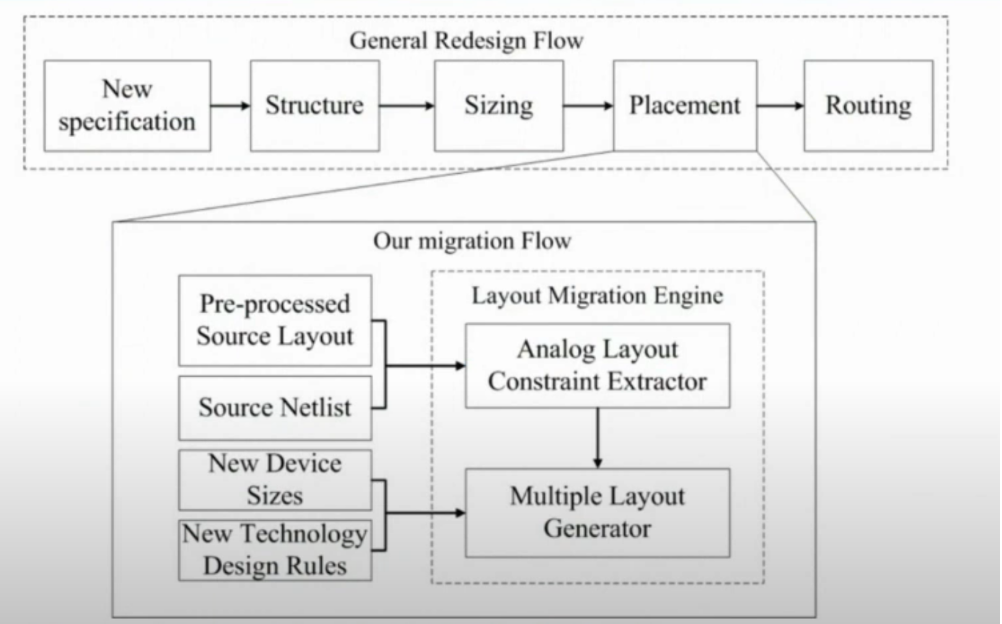 General Redesign Flow
New
specification
Structure
Sizing
Placement
Routing
Our migration Flow
Pre-processed
Source Layout
Source Netlist
New Device
Sizes
New Technology
Design Rules
Layout Migration Engine
Analog Layout
Constraint Extractor
Multiple Layout
Generator